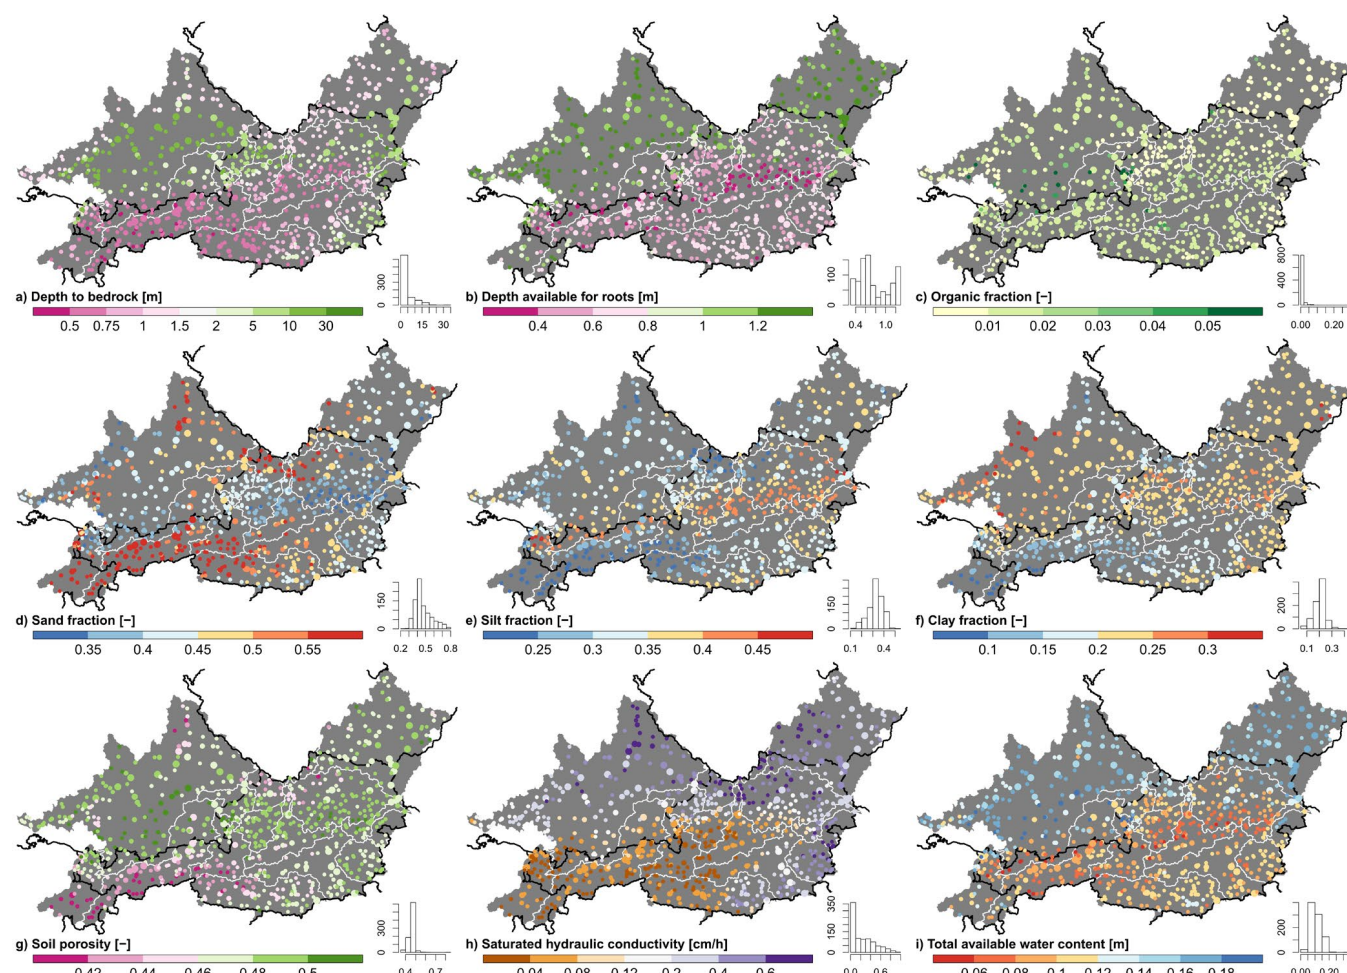 300
0 15 30
a) Depth to bedrock [m]
0.5 0.75 1 1.5 2 5 10 30
100
0.4 1.0
b) Depth available for roots [m]
0.4 0.6 0.8 1 1.2
0 400 800
0.00 0.20
c) Organic fraction [−]
0.01 0.02 0.03 0.04 0.05
0 150
0.2 0.5 0.8
d) Sand fraction [−]
0.35 0.4 0.45 0.5 0.55
0 150
0.1 0.4
e) Silt fraction [−]
0.25 0.3 0.35 0.4 0.45
0 200
0.1 0.3
f) Clay fraction [−]
0.1 0.15 0.2 0.25 0.3
0 300
0.4 0.7
g) Soil porosity [−]
0.42 0.44 0.46 0.48 0.5
0 150 350
0.0 0.6
h) Saturated hydraulic conductivity [cm/h]
0.04 0.08 0.12 0.2 0.4 0.6
0 200
0.00 0.20
i) Total available water content [m]
0.06 0.08 0.1 0.12 0.14 0.16 0.18